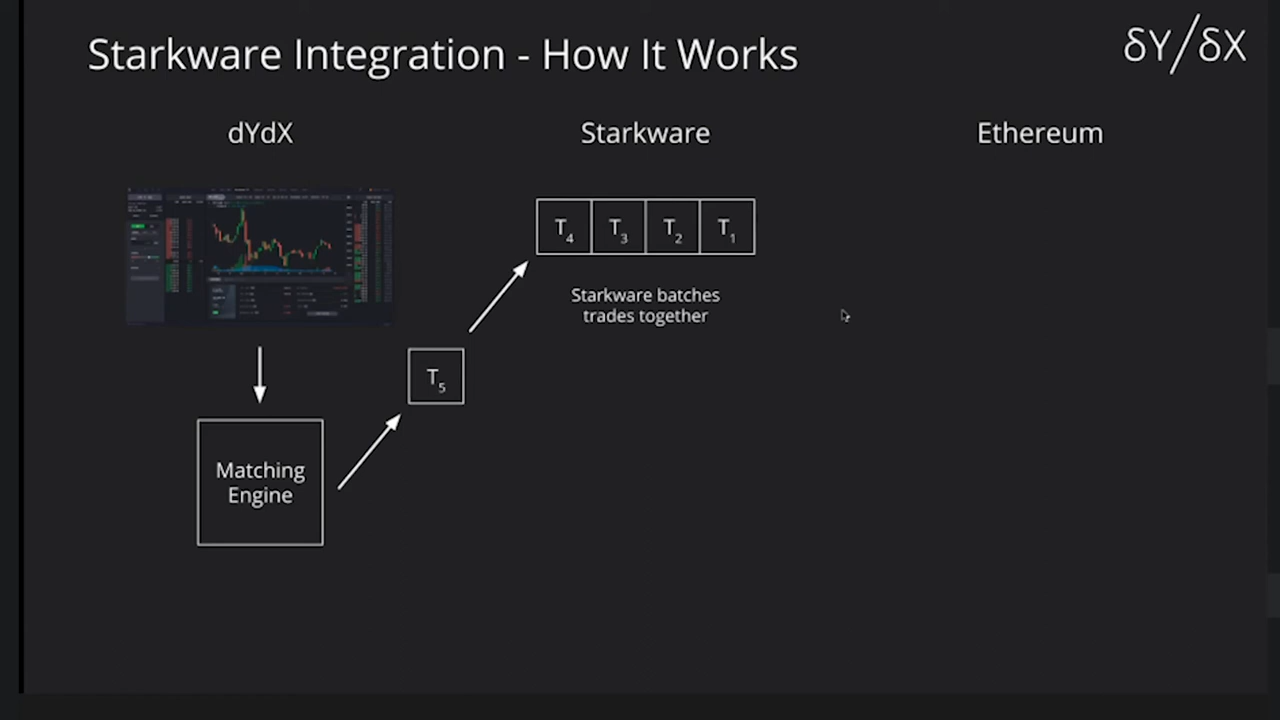 Starkware Integration - How It Works
δY/δX
dYdX
Starkware
Ethereum
T4
T3
T2
T1
Starkware batches
trades together
T5
Matching
Engine